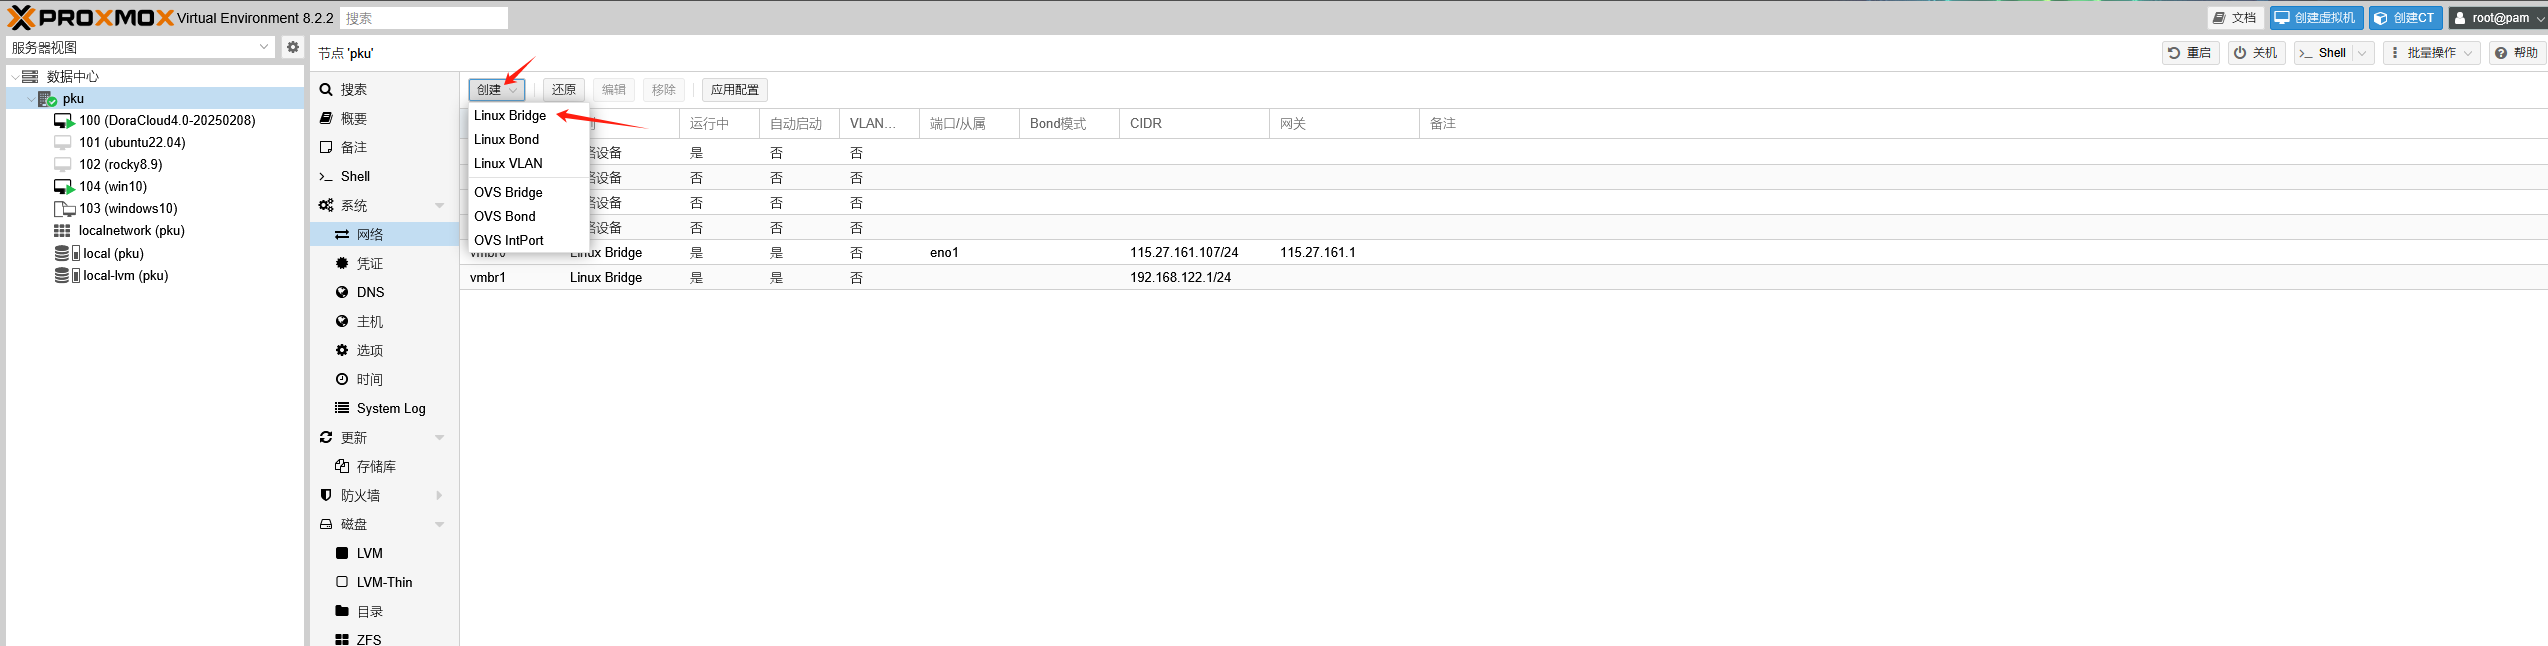 PROXMOX Virtual Environment 8.2.2 搜索 文档 创建虚拟机 创建CT root@pam
服务器视图
节点 'pku' 重启 关机 Shell 批量操作 帮助
数据中心
pku
100 (DoraCloud4.0-20250208)
101 (ubuntu22.04)
102 (rocky8.9)
104 (win10)
103 (windows10)
localnetwork (pku)
local (pku)
local-lvm (pku)
搜索
概要
备注
Shell
系统
网络
凭证
DNS
主机
选项
时间
System Log
更新
存储库
防火墙
磁盘
LVM
LVM-Thin
目录
ZFS
创建 还原 编辑 移除 应用配置
Linux Bridge
Linux Bond
Linux VLAN
OVS Bridge
OVS Bond
OVS IntPort
运行中 自动启动 VLAN... 端口/从属 Bond模式 CIDR 网关 备注
设备 是 否 否
设备 否 否 否
设备 否 否 否
设备 否 否 否
vmbr0 Linux Bridge 是 是 否 eno1 115.27.161.107/24 115.27.161.1
vmbr1 Linux Bridge 是 是 否 192.168.122.1/24